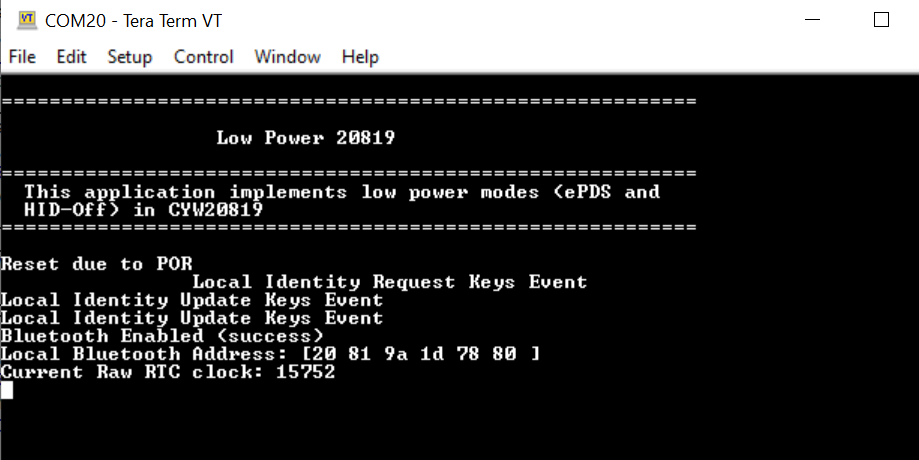 VT COM20 - Tera Term VT
File Edit Setup Control Window Help
==========================================================
Low Power 20819
==========================================================
This application implements low power modes (ePDS and
HID-Off) in CYW20819
==========================================================
Reset due to POR
Local Identity Request Keys Event
Local Identity Update Keys Event
Local Identity Update Keys Event
Bluetooth Enabled (success)
Local Bluetooth Address: [20 81 9a 1d 78 80 ]
Current Raw RTC clock: 15752